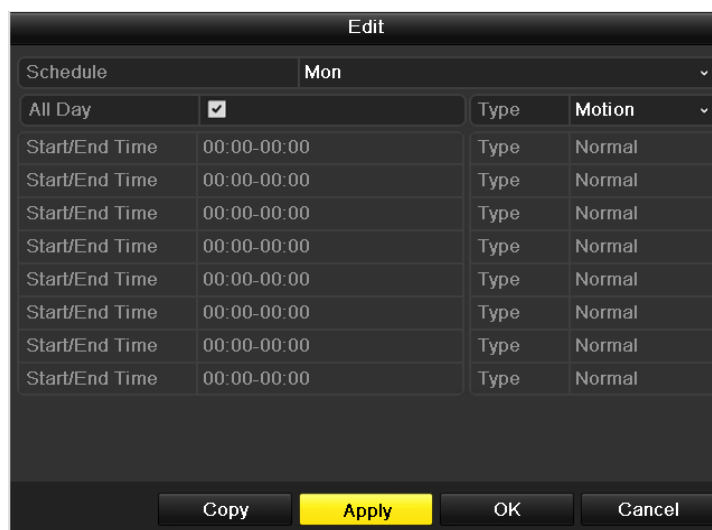 Edit
Schedule Mon
All Day Type Motion
Start/End Time 00:00-00:00 Type Normal
Start/End Time 00:00-00:00 Type Normal
Start/End Time 00:00-00:00 Type Normal
Start/End Time 00:00-00:00 Type Normal
Start/End Time 00:00-00:00 Type Normal
Start/End Time 00:00-00:00 Type Normal
Start/End Time 00:00-00:00 Type Normal
Start/End Time 00:00-00:00 Type Normal
Copy Apply OK Cancel